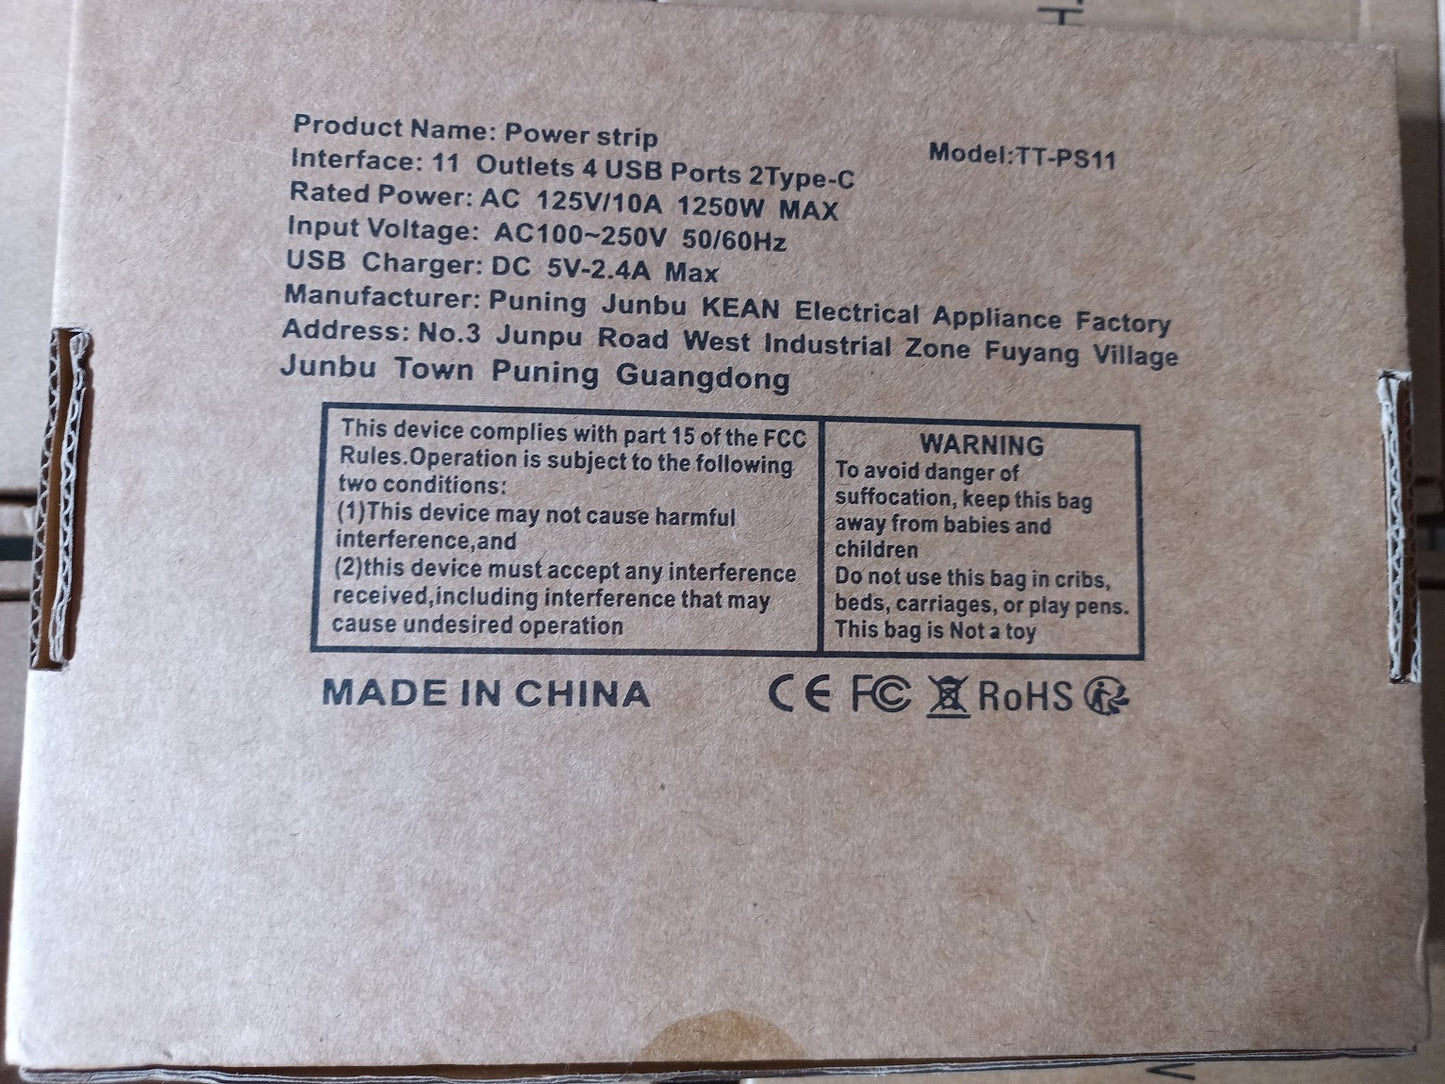 Product Name: Power strip
Model:TT-PS11
Interface: 11 Outlets 4 USB Ports 2Type-C
Rated Power: AC 125V/10A 1250W MAX
Input Voltage: AC100~250V 50/60Hz
USB Charger: DC 5V-2.4A Max
Manufacturer: Puning Junbu KEAN Electrical Appliance Factory
Address: No.3 Junpu Road West Industrial Zone Fuyang Village
Junbu Town Puning Guangdong
This device complies with part 15 of the FCC
Rules.Operation is subject to the following
two conditions:
(1)This device may not cause harmful
interference,and
(2)this device must accept any interference
received,including interference that may
cause undesired operation
WARNING
To avoid danger of
suffocation, keep this bag
away from babies and
children
Do not use this bag in cribs,
beds, carriages, or play pens.
This bag is Not a toy
MADE IN CHINA
CE FC RoHS